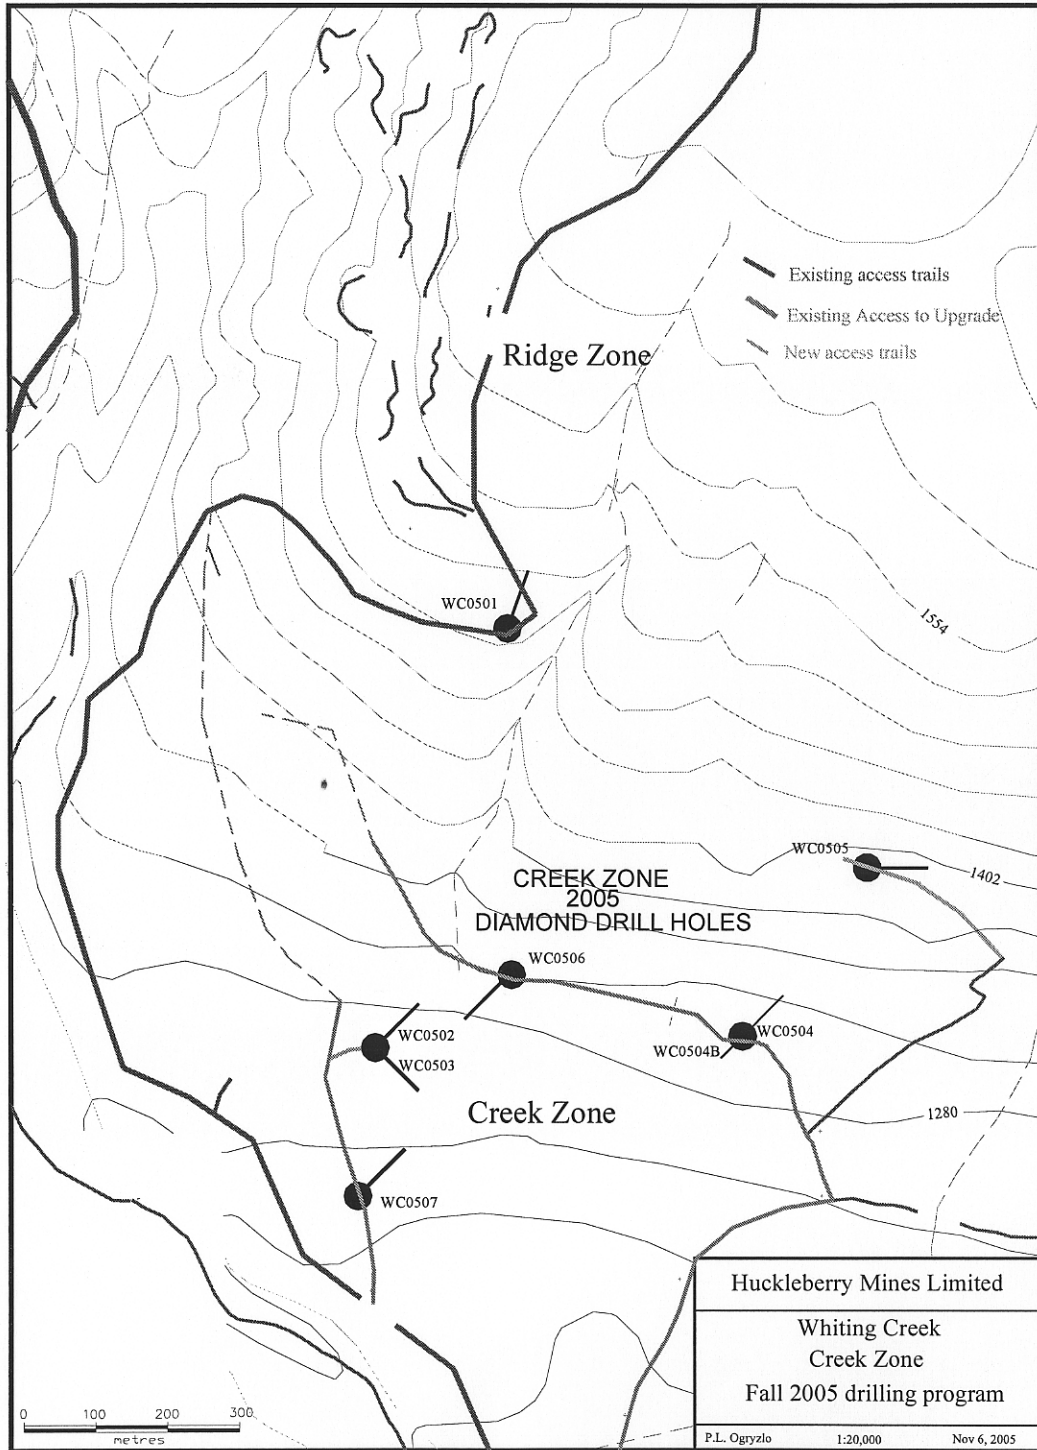 Existing access trails
Existing Access to Upgrade
New access trails
Ridge Zone
WC0501
1554
WC0505
1402
CREEK ZONE
2005
DIAMOND DRILL HOLES
WC0506
WC0502
WC0503
WC0504
WC0504B
1280
Creek Zone
WC0507
Huckleberry Mines Limited
Whiting Creek
Creek Zone
Fall 2005 drilling program
P.L. Ogryzlo 1:20,000 Nov 6, 2005
0 100 200 300
metres